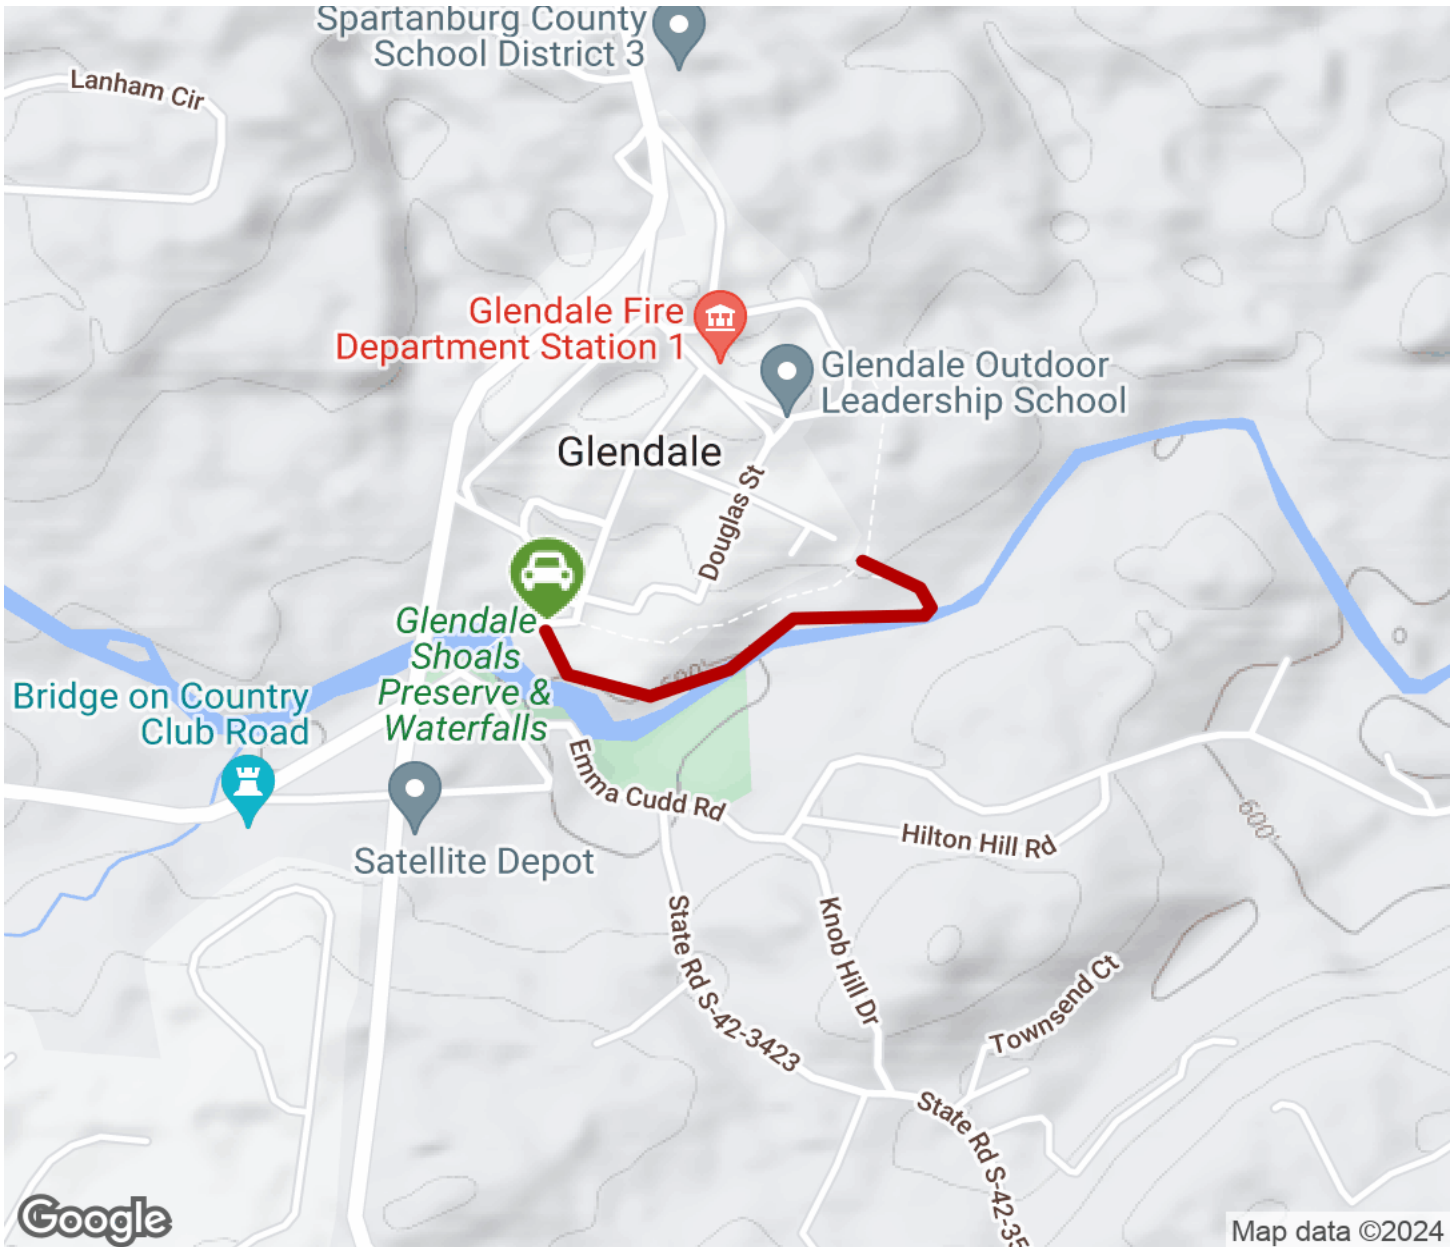 Spartanburg County
School District 3
Lanham Cir
Glendale Fire
Department Station 1
Glendale Outdoor
Leadership School
Glendale
Douglas St
Glendale
Shoals
Preserve &
Waterfalls
600'
Bridge on Country
Club Road
Emma Cudd Rd
Hilton Hill Rd
600'
Satellite Depot
State Rd S-42-3423
Knob Hill Dr
Townsend Ct
State Rd S-42-35
Google
Map data ©2024